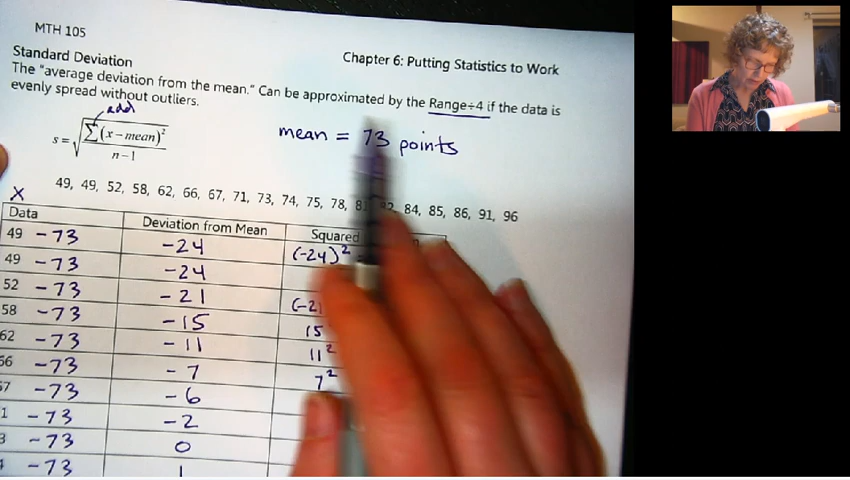 MTH 105
Chapter 6: Putting Statistics to Work
Standard Deviation
The "average deviation from the mean." Can be approximated by the Range÷4 if the data is
evenly spread without outliers.
add
s = √ Σ(x − mean)² / n − 1
mean = 73 points
49, 49, 52, 58, 62, 66, 67, 71, 73, 74, 75, 78, 84, 85, 86, 91, 96
X
Data Deviation from Mean Squared
49 -73 -24 (-24)²
49 -73 -24
52 -73 -21
58 -73 -15 15
62 -73 -11 11²
66 -73 -7 7²
67 -73 -6
-73 -2
-73 0
-73 1